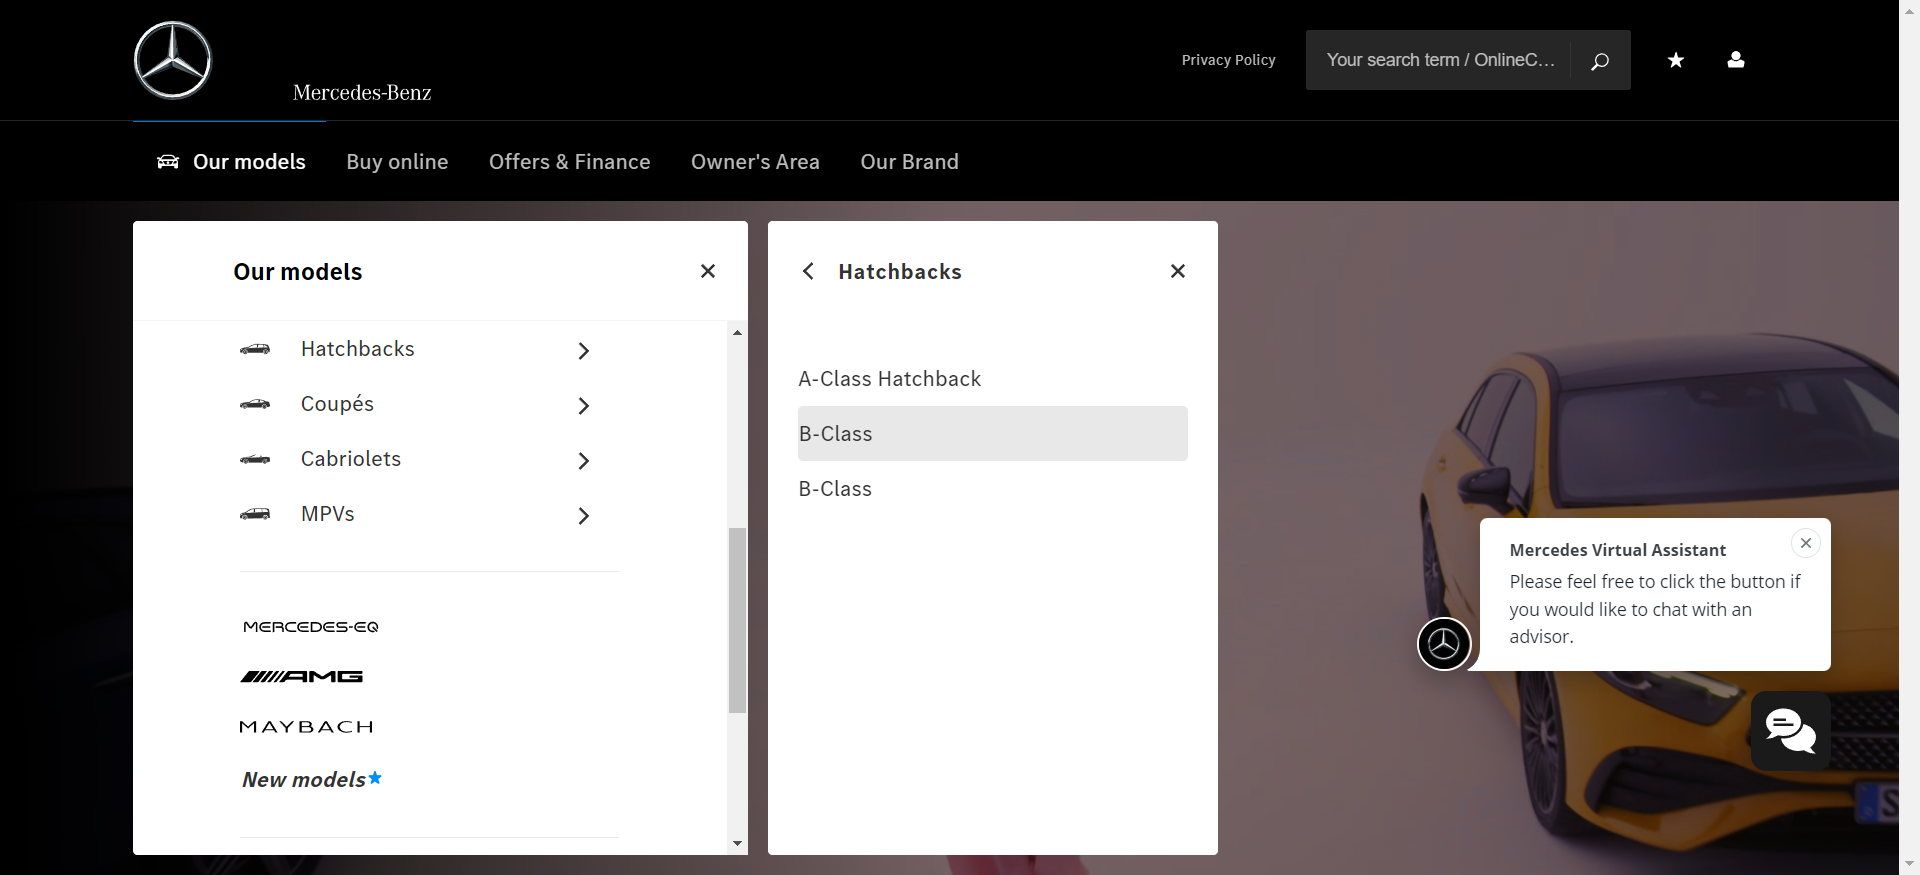 Mercedes-Benz
Privacy Policy
Your search term / OnlineC...
Our models
Buy online
Offers & Finance
Owner's Area
Our Brand
Our models
Hatchbacks
Coupés
Cabriolets
MPVs
MERCEDES-EQ
AMG
MAYBACH
New models
Hatchbacks
A-Class Hatchback
B-Class
B-Class
Mercedes Virtual Assistant
Please feel free to click the button if
you would like to chat with an
advisor.
S